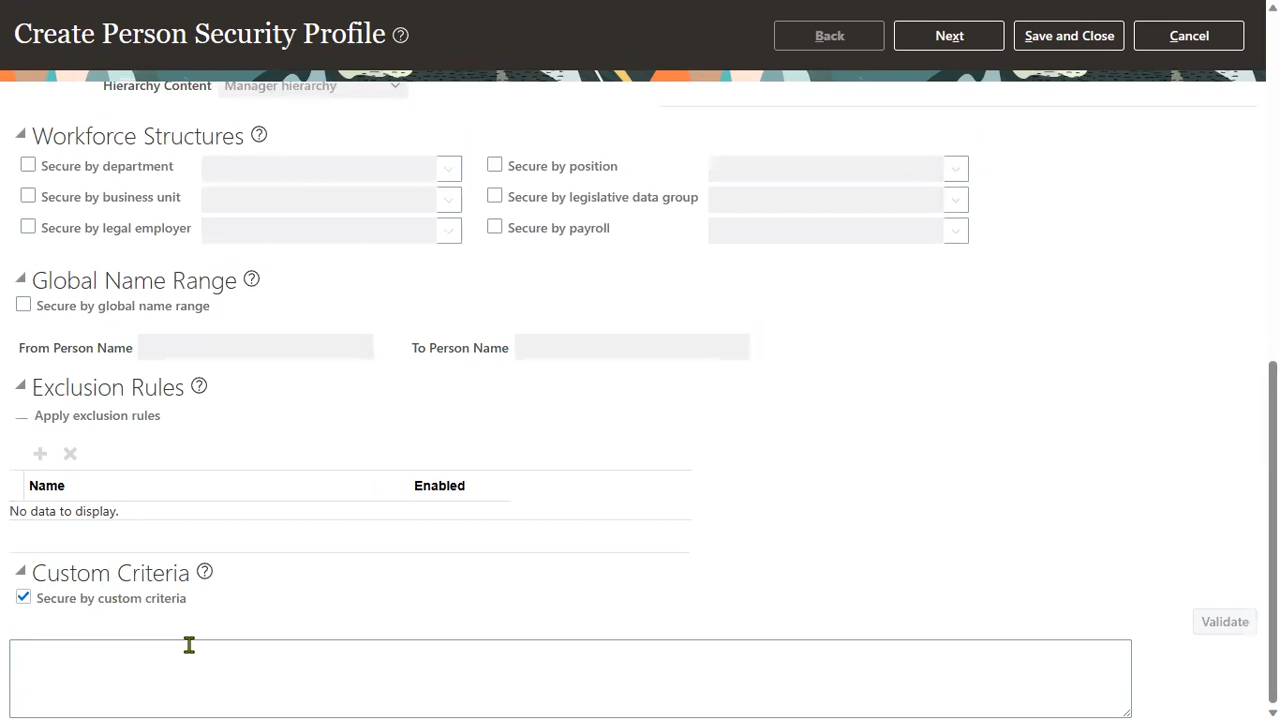 Create Person Security Profile
Back Next Save and Close Cancel
Hierarchy Content Manager hierarchy
Workforce Structures
Secure by department Secure by position
Secure by business unit Secure by legislative data group
Secure by legal employer Secure by payroll
Global Name Range
Secure by global name range
From Person Name To Person Name
Exclusion Rules
Apply exclusion rules
Name Enabled
No data to display.
Custom Criteria
Secure by custom criteria
Validate